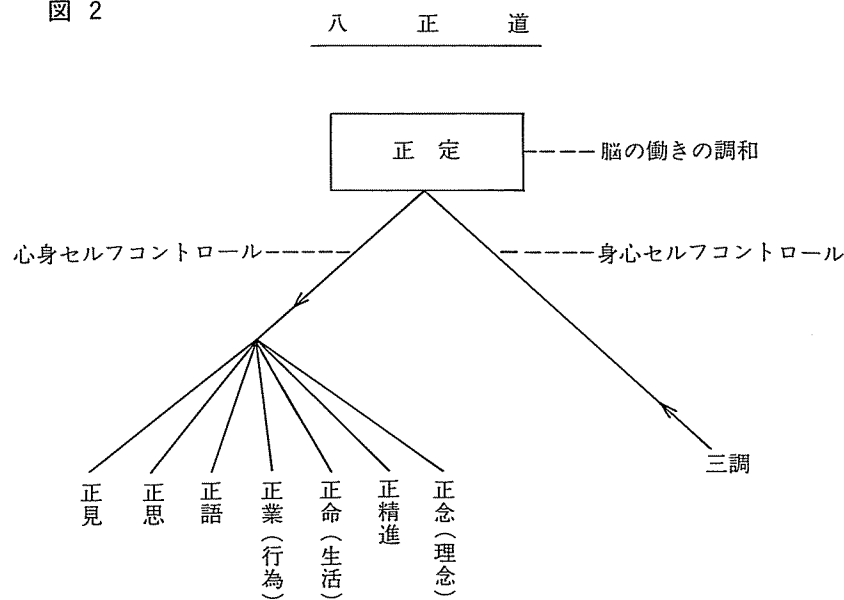 図 2
八 正 道
正 定
脳の働きの調和
心身セルフコントロール
身心セルフコントロール
三調
正見
正思
正語
正業(行為)
正命(生活)
正精進
正念(理念)